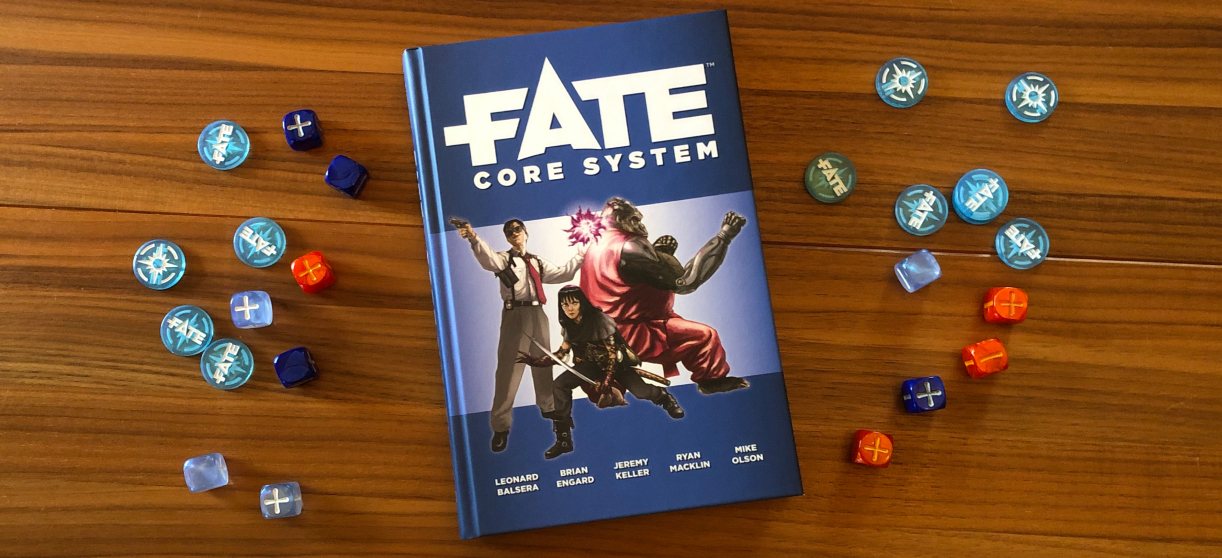 FATE™
CORE SYSTEM
LEONARD
BALSERA
BRIAN
ENGARD
JEREMY
KELLER
RYAN
MACKLIN
MIKE
OLSON
FATE
FATE
FATE
FATE
FATE
FATE
FATE
FATE